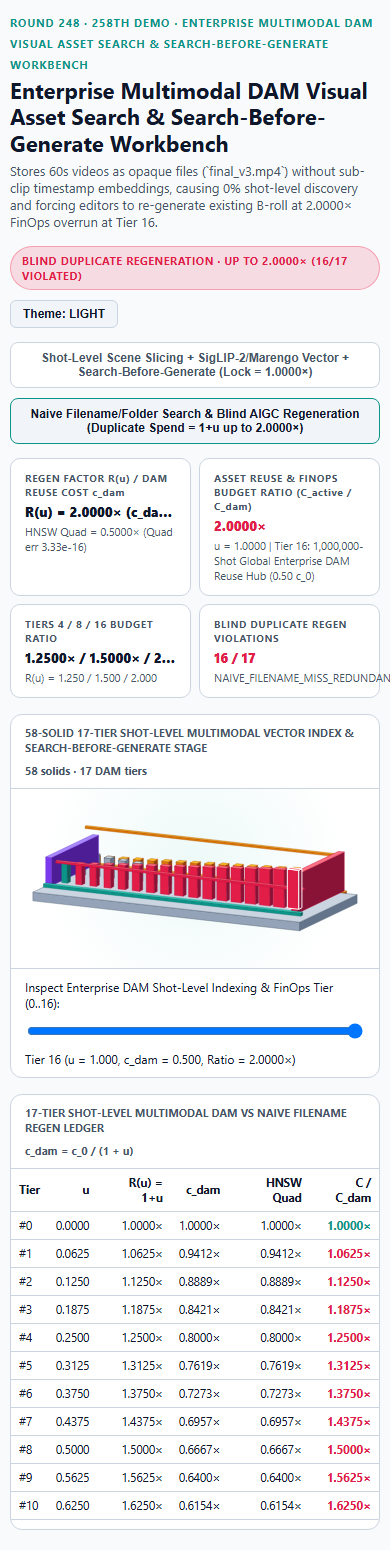 ROUND 248 · 258TH DEMO · ENTERPRISE MULTIMODAL DAM
VISUAL ASSET SEARCH & SEARCH-BEFORE-GENERATE
WORKBENCH
Enterprise Multimodal DAM Visual
Asset Search & Search-Before-
Generate Workbench
Stores 60s videos as opaque files (`final_v3.mp4`) without sub-
clip timestamp embeddings, causing 0% shot-level discovery
and forcing editors to re-generate existing B-roll at 2.0000×
FinOps overrun at Tier 16.
BLIND DUPLICATE REGENERATION · UP TO 2.0000× (16/17
VIOLATED)
Theme: LIGHT
Shot-Level Scene Slicing + SigLIP-2/Marengo Vector +
Search-Before-Generate (Lock = 1.0000×)
Naive Filename/Folder Search & Blind AIGC Regeneration
(Duplicate Spend = 1+u up to 2.0000×)
REGEN FACTOR R(u) / DAM
REUSE COST c_dam
R(u) = 2.0000× (c_da...
HNSW Quad = 0.5000× (Quad
err 3.33e-16)
ASSET REUSE & FINOPS
BUDGET RATIO (C_active /
C_dam)
2.0000×
u = 1.0000 | Tier 16: 1,000,000-
Shot Global Enterprise DAM
Reuse Hub (0.50 c_0)
TIERS 4 / 8 / 16 BUDGET
RATIO
1.2500× / 1.5000× / 2...
R(u) = 1.250 / 1.500 / 2.000
BLIND DUPLICATE REGEN
VIOLATIONS
16 / 17
NAIVE_FILENAME_MISS_REDUNDAN
58-SOLID 17-TIER SHOT-LEVEL MULTIMODAL VECTOR INDEX &
SEARCH-BEFORE-GENERATE STAGE
58 solids · 17 DAM tiers
Inspect Enterprise DAM Shot-Level Indexing & FinOps Tier
(0..16):
Tier 16 (u = 1.000, c_dam = 0.500, Ratio = 2.0000×)
17-TIER SHOT-LEVEL MULTIMODAL DAM VS NAIVE FILENAME
REGEN LEDGER
c_dam = c_0 / (1 + u)
Tier u R(u) = 1+u c_dam HNSW Quad C / C_dam
#0 0.0000 1.0000× 1.0000× 1.0000× 1.0000×
#1 0.0625 1.0625× 0.9412× 0.9412× 1.0625×
#2 0.1250 1.1250× 0.8889× 0.8889× 1.1250×
#3 0.1875 1.1875× 0.8421× 0.8421× 1.1875×
#4 0.2500 1.2500× 0.8000× 0.8000× 1.2500×
#5 0.3125 1.3125× 0.7619× 0.7619× 1.3125×
#6 0.3750 1.3750× 0.7273× 0.7273× 1.3750×
#7 0.4375 1.4375× 0.6957× 0.6957× 1.4375×
#8 0.5000 1.5000× 0.6667× 0.6667× 1.5000×
#9 0.5625 1.5625× 0.6400× 0.6400× 1.5625×
#10 0.6250 1.6250× 0.6154× 0.6154× 1.6250×